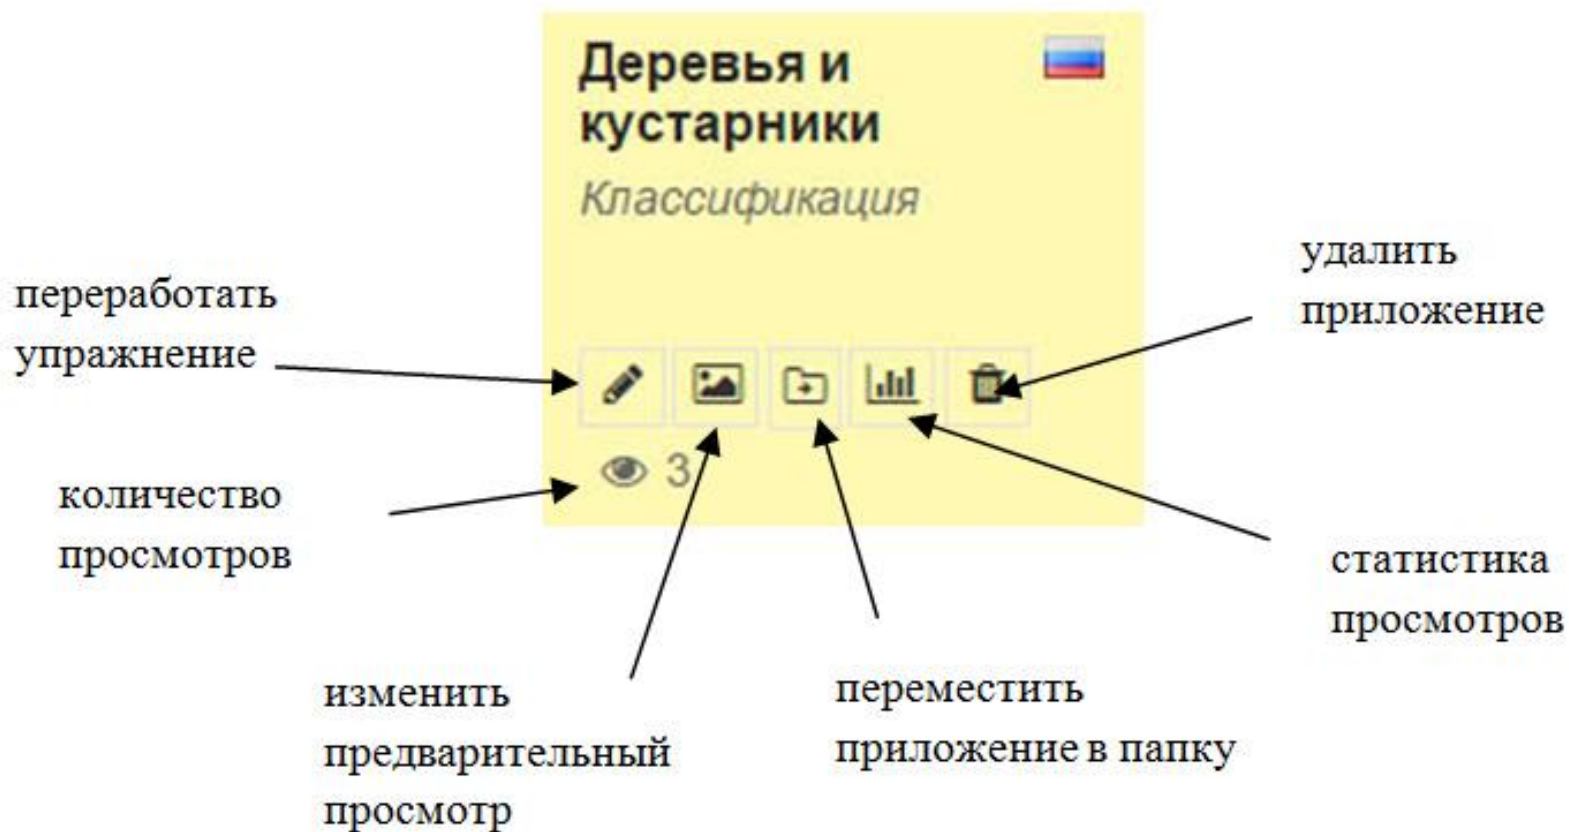 Деревья и
кустарники
Классификация
удалить
приложение
переработать
упражнение
3
количество
просмотров
статистика
просмотров
изменить
предварительный
просмотр
переместить
приложение в папку